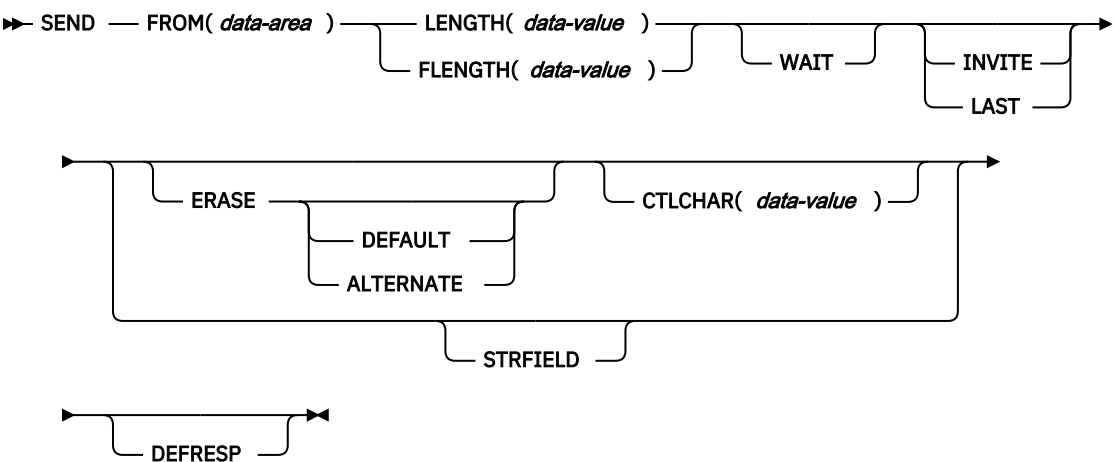 SEND FROM( data-area ) LENGTH( data-value )
FLENGTH( data-value ) WAIT INVITE
LAST
ERASE CTLCHAR( data-value )
DEFAULT
ALTERNATE
STRFIELD
DEFRESP